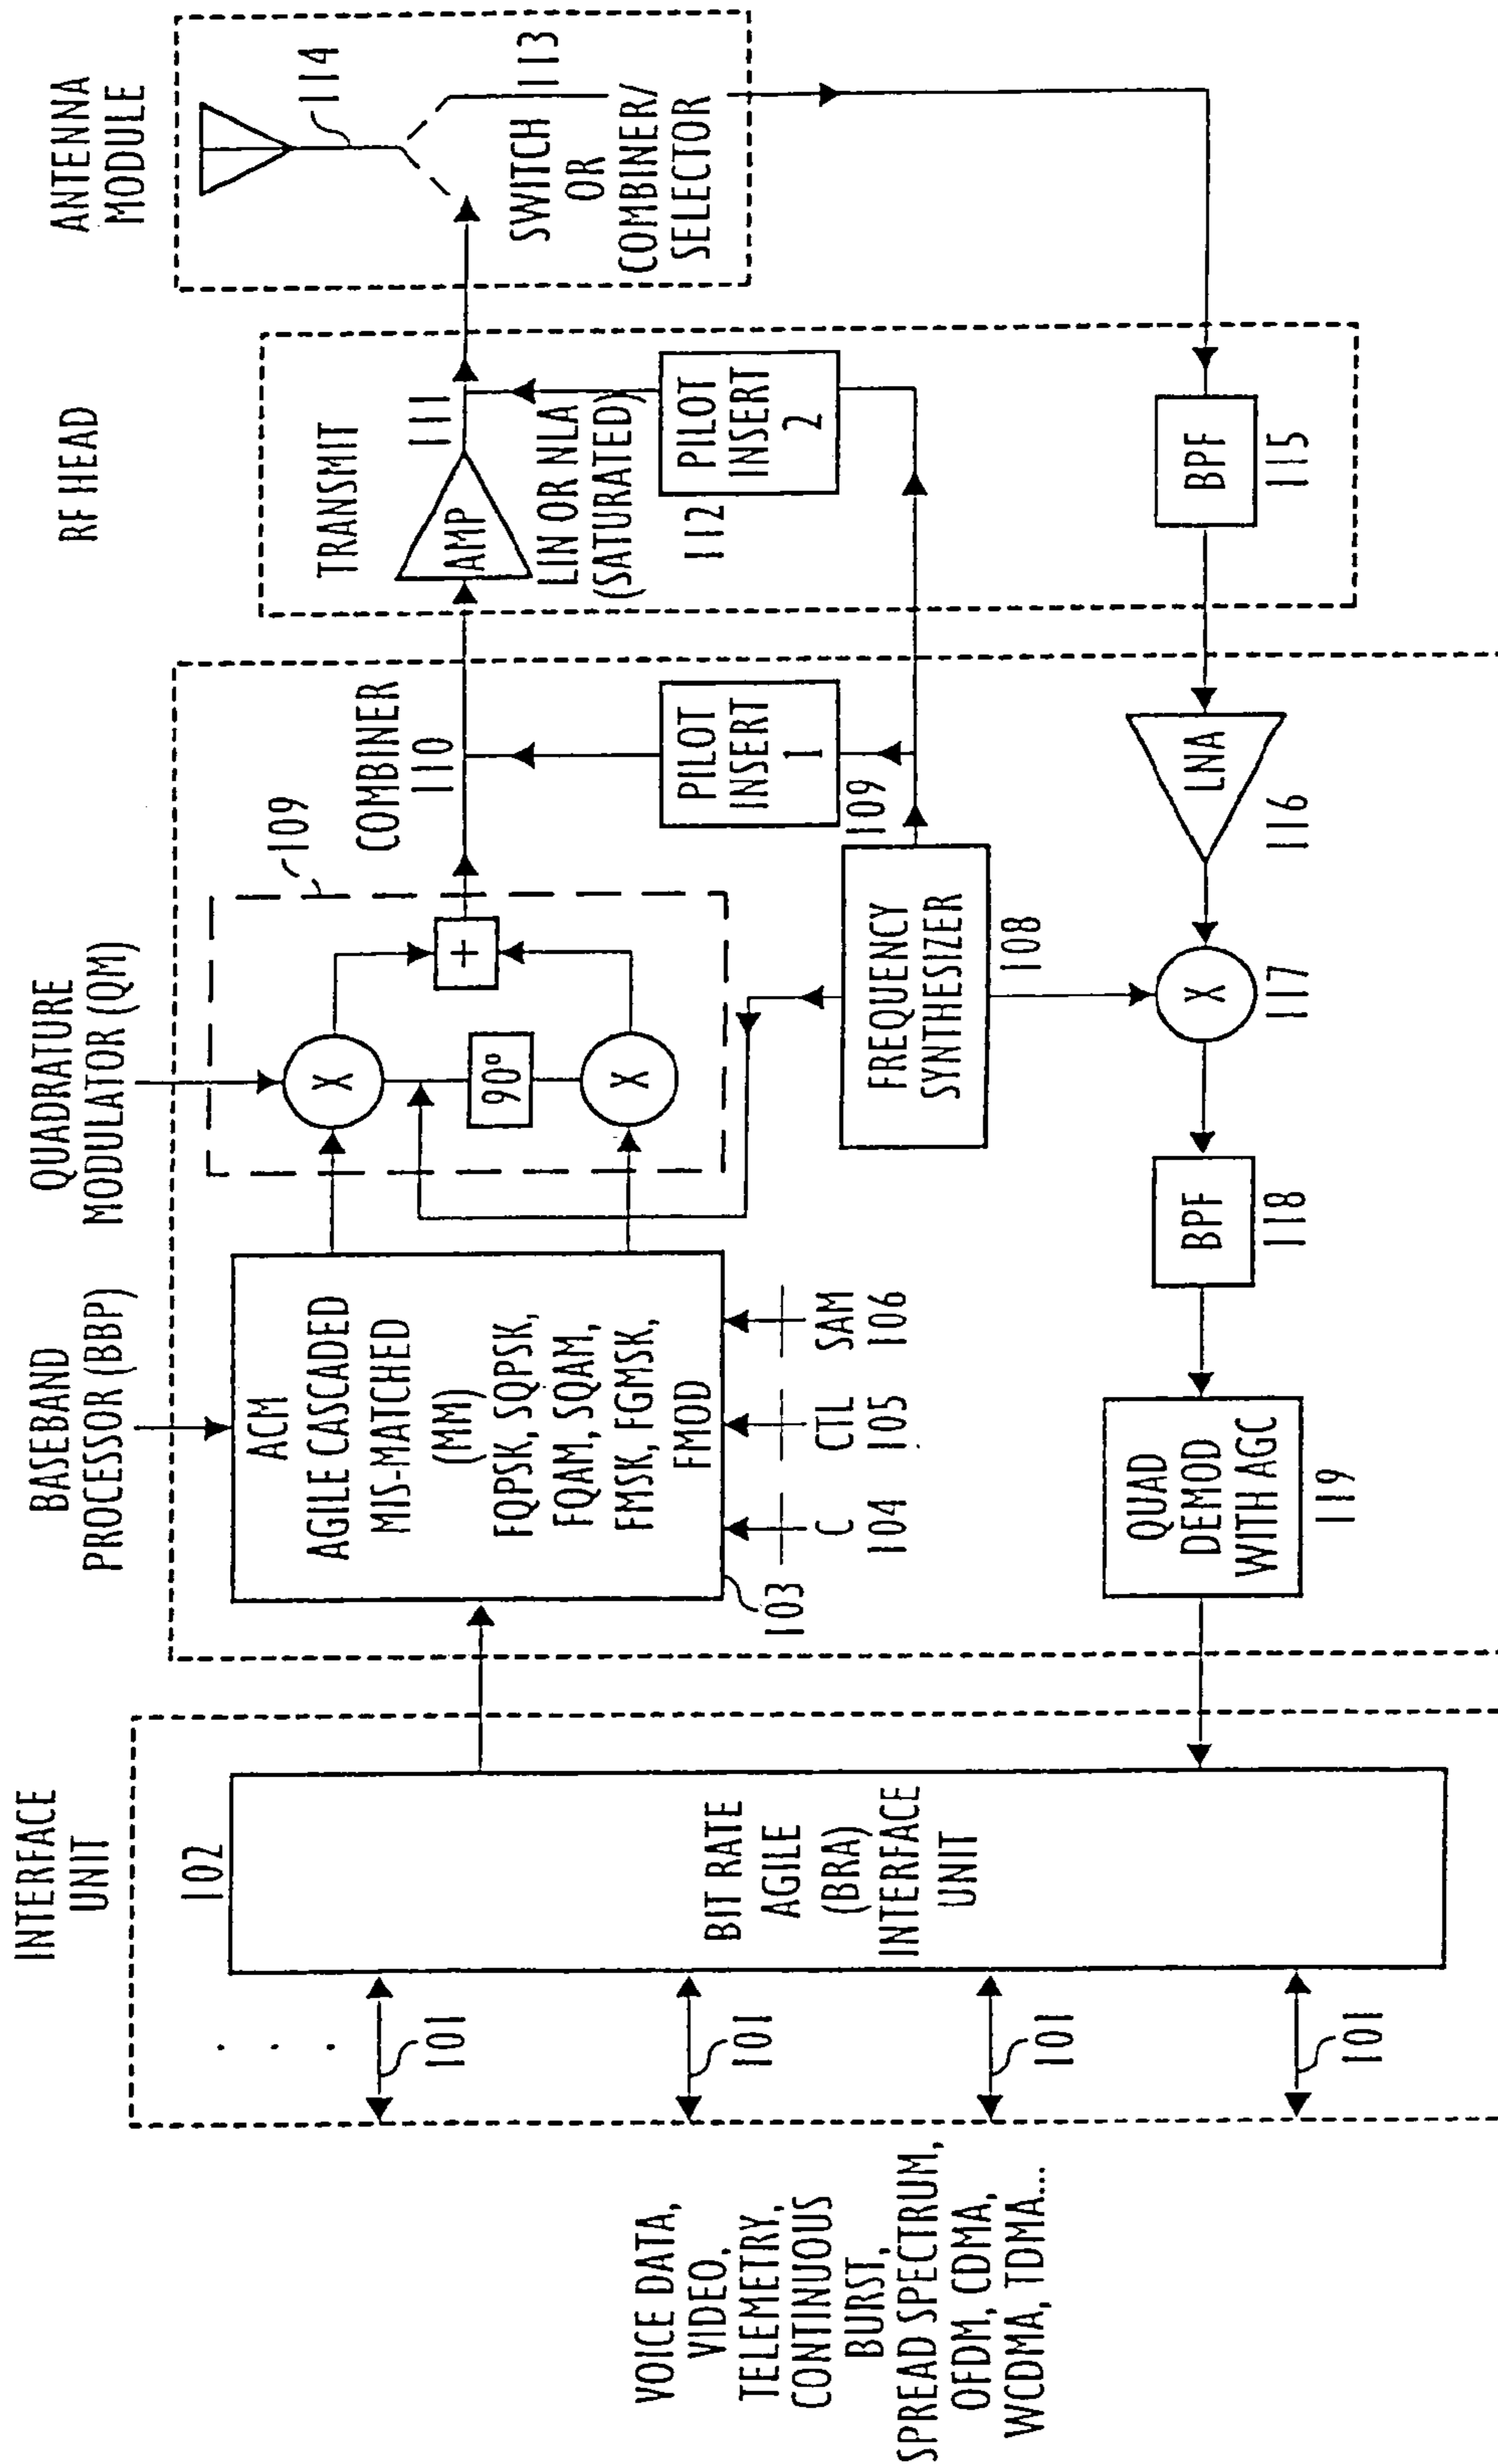 INTERFACE
UNIT
BASEBAND
PROCESSOR (BBP)
QUADRATURE
MODULATOR (QM)
RF HEAD
ANTENNA
MODULE
VOICE DATA,
VIDEO,
TELEMETRY,
CONTINUOUS
BURST,
SPREAD SPECTRUM,
OFDM, CDMA,
WCDMA, TDMA...
101
101
101
101
102
BIT RATE
AGILE
(BRA)
INTERFACE
UNIT
ACM
AGILE CASCADED
MIS-MATCHED
(MM)
FQPSK, SQPSK,
FQAM, SQAM,
FMSK, FGMSK,
FMOD
103
C
104
CTL
105
SAM
106
109
X
90°
X
+
COMBINER
110
PILOT
INSERT
1
109
FREQUENCY
SYNTHESIZER
108
TRANSMIT
AMP
111
LIN OR NLA
(SATURATED)
112
PILOT
INSERT
2
114
113
SWITCH
OR
COMBINER/
SELECTOR
BPF
115
LNA
116
X
117
BPF
118
QUAD
DEMOD
WITH AGC
119